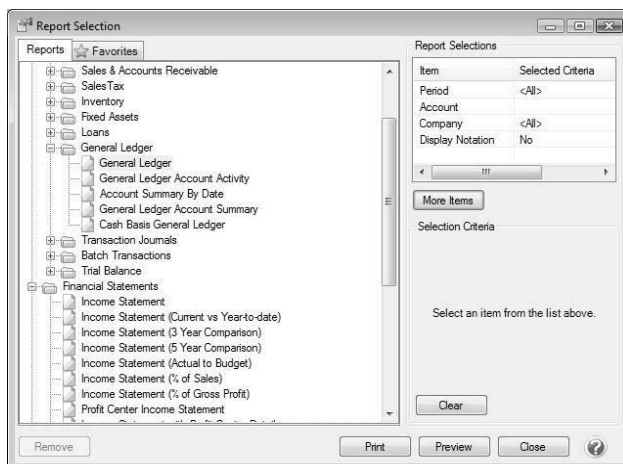 Report Selection
Reports
Favorites
Sales & Accounts Receivable
SalesTax
Inventory
Fixed Assets
Loans
General Ledger
General Ledger
General Ledger Account Activity
Account Summary By Date
General Ledger Account Summary
Cash Basis General Ledger
Transaction Journals
Batch Transactions
Trial Balance
Financial Statements
Income Statement
Income Statement (Current vs Year-to-date)
Income Statement (3 Year Comparison)
Income Statement (5 Year Comparison)
Income Statement (Actual to Budget)
Income Statement (% of Sales)
Income Statement (% of Gross Profit)
Profit Center Income Statement
Report Selections
Item Selected Criteria
Period <All>
Account
Company <All>
Display Notation No
More Items
Selection Criteria
Select an item from the list above.
Clear
Remove
Print
Preview
Close
?